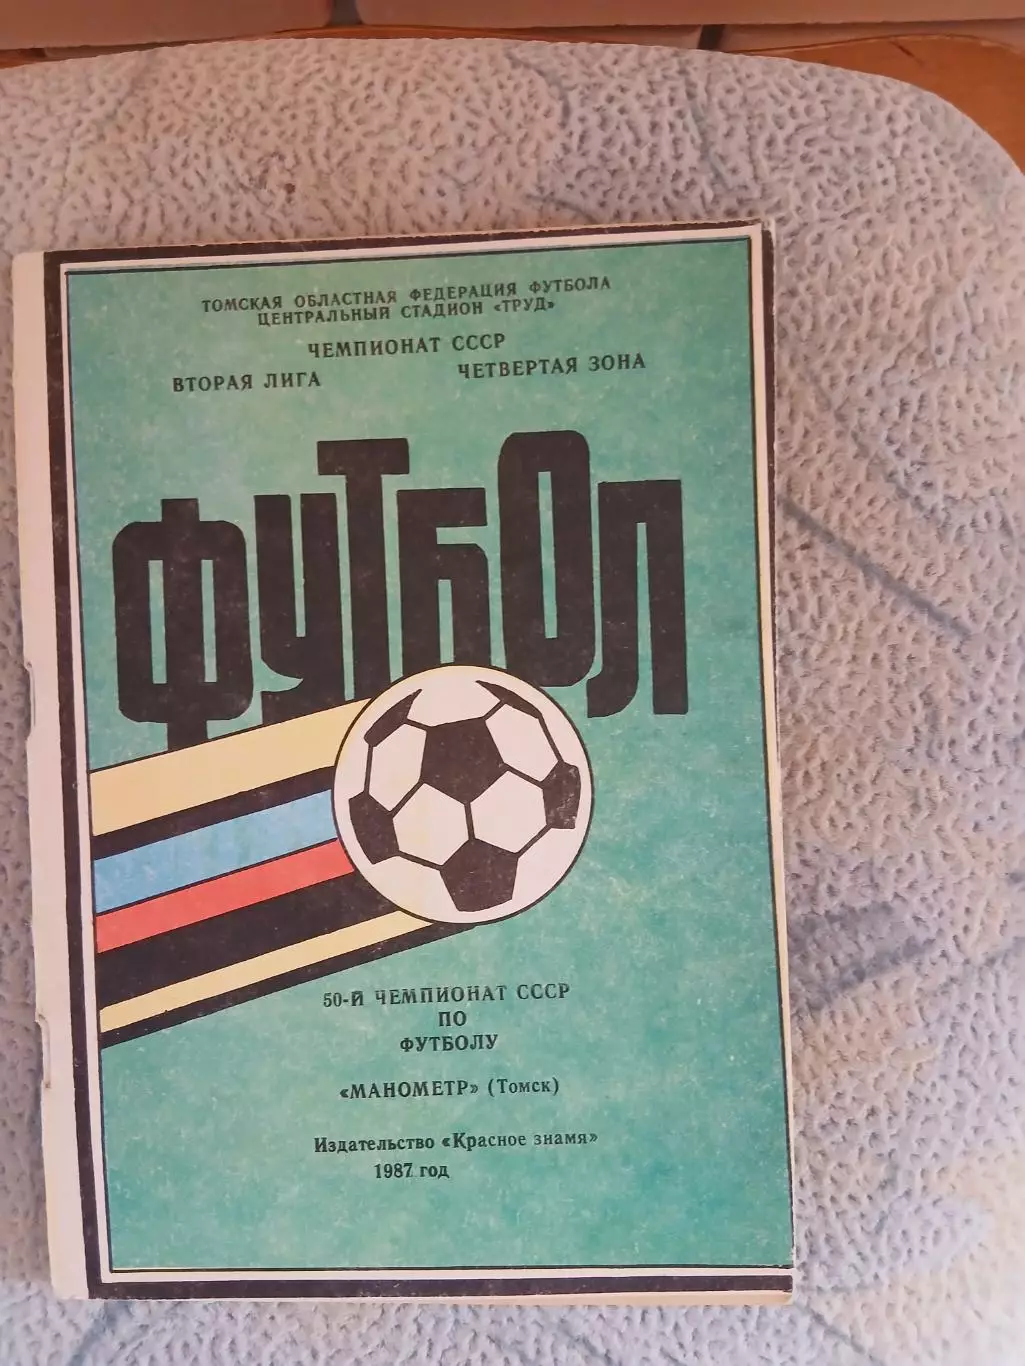 ТОМСКАЯ ОБЛАСТНАЯ ФЕДЕРАЦИЯ ФУТБОЛА
ЦЕНТРАЛЬНЫЙ СТАДИОН «ТРУД»
ЧЕМПИОНАТ СССР
ВТОРАЯ ЛИГА ЧЕТВЕРТАЯ ЗОНА
ФУТБОЛ
50-Й ЧЕМПИОНАТ СССР
ПО
ФУТБОЛУ
«МАНОМЕТР» (Томск)
Издательство «Красное знамя»
1987 год